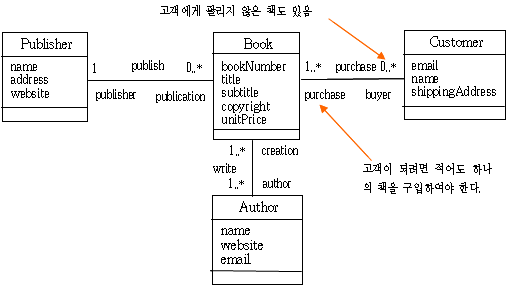 고객에게 팔리지 않은 책도 있음
Publisher
name
address
website
1 publish 0..*
publisher publication
Book
bookNumber
title
subtitle
copyright
unitPrice
1..* purchase 0..*
purchase buyer
Customer
email
name
shippingAddress
1..* creation
write
1..* author
고객이 되려면 적어도 하나
의 책을 구입하여야 한다.
Author
name
website
email